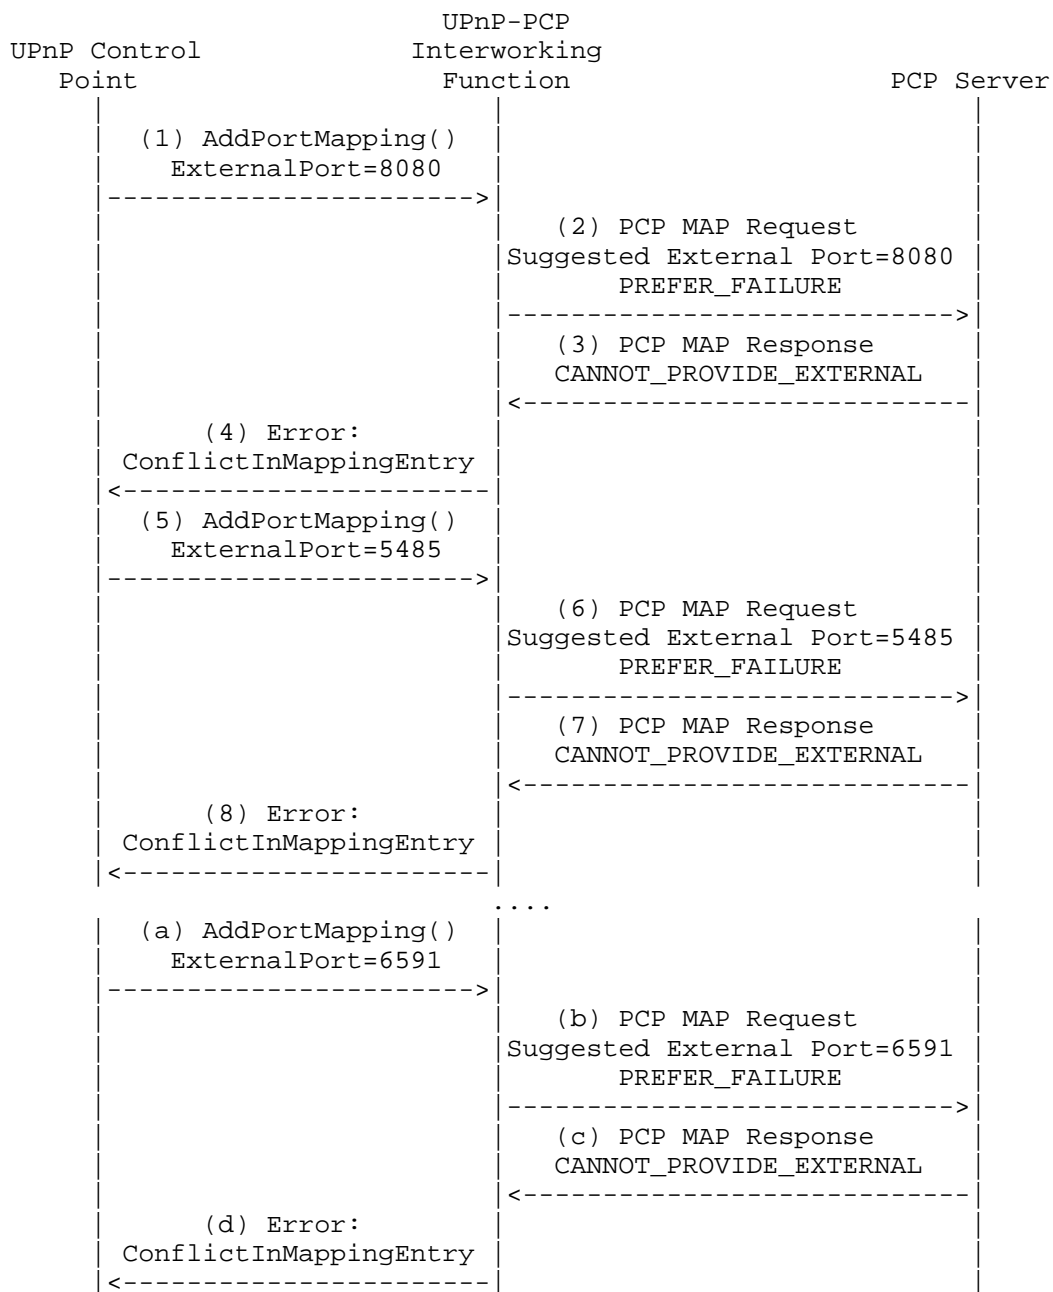 UPnP-PCP
UPnP Control Interworking
Point Function PCP Server
(1) AddPortMapping()
ExternalPort=8080
(2) PCP MAP Request
Suggested External Port=8080
PREFER_FAILURE
(3) PCP MAP Response
CANNOT_PROVIDE_EXTERNAL
(4) Error:
ConflictInMappingEntry
(5) AddPortMapping()
ExternalPort=5485
(6) PCP MAP Request
Suggested External Port=5485
PREFER_FAILURE
(7) PCP MAP Response
CANNOT_PROVIDE_EXTERNAL
(8) Error:
ConflictInMappingEntry
....
(a) AddPortMapping()
ExternalPort=6591
(b) PCP MAP Request
Suggested External Port=6591
PREFER_FAILURE
(c) PCP MAP Response
CANNOT_PROVIDE_EXTERNAL
(d) Error:
ConflictInMappingEntry